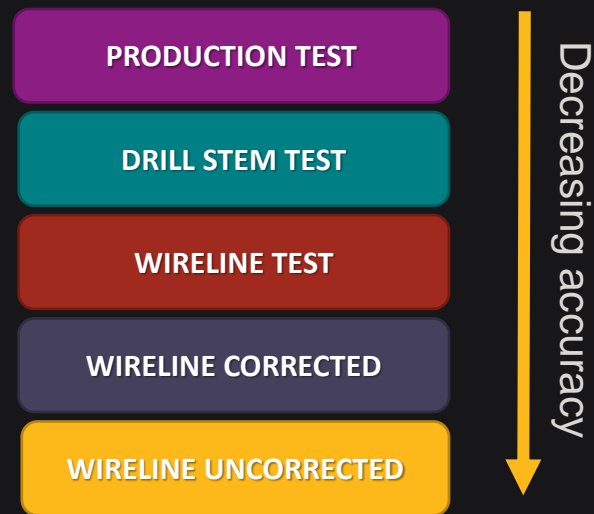 PRODUCTION TEST
DRILL STEM TEST
WIRELINE TEST
WIRELINE CORRECTED
WIRELINE UNCORRECTED
Decreasing accuracy